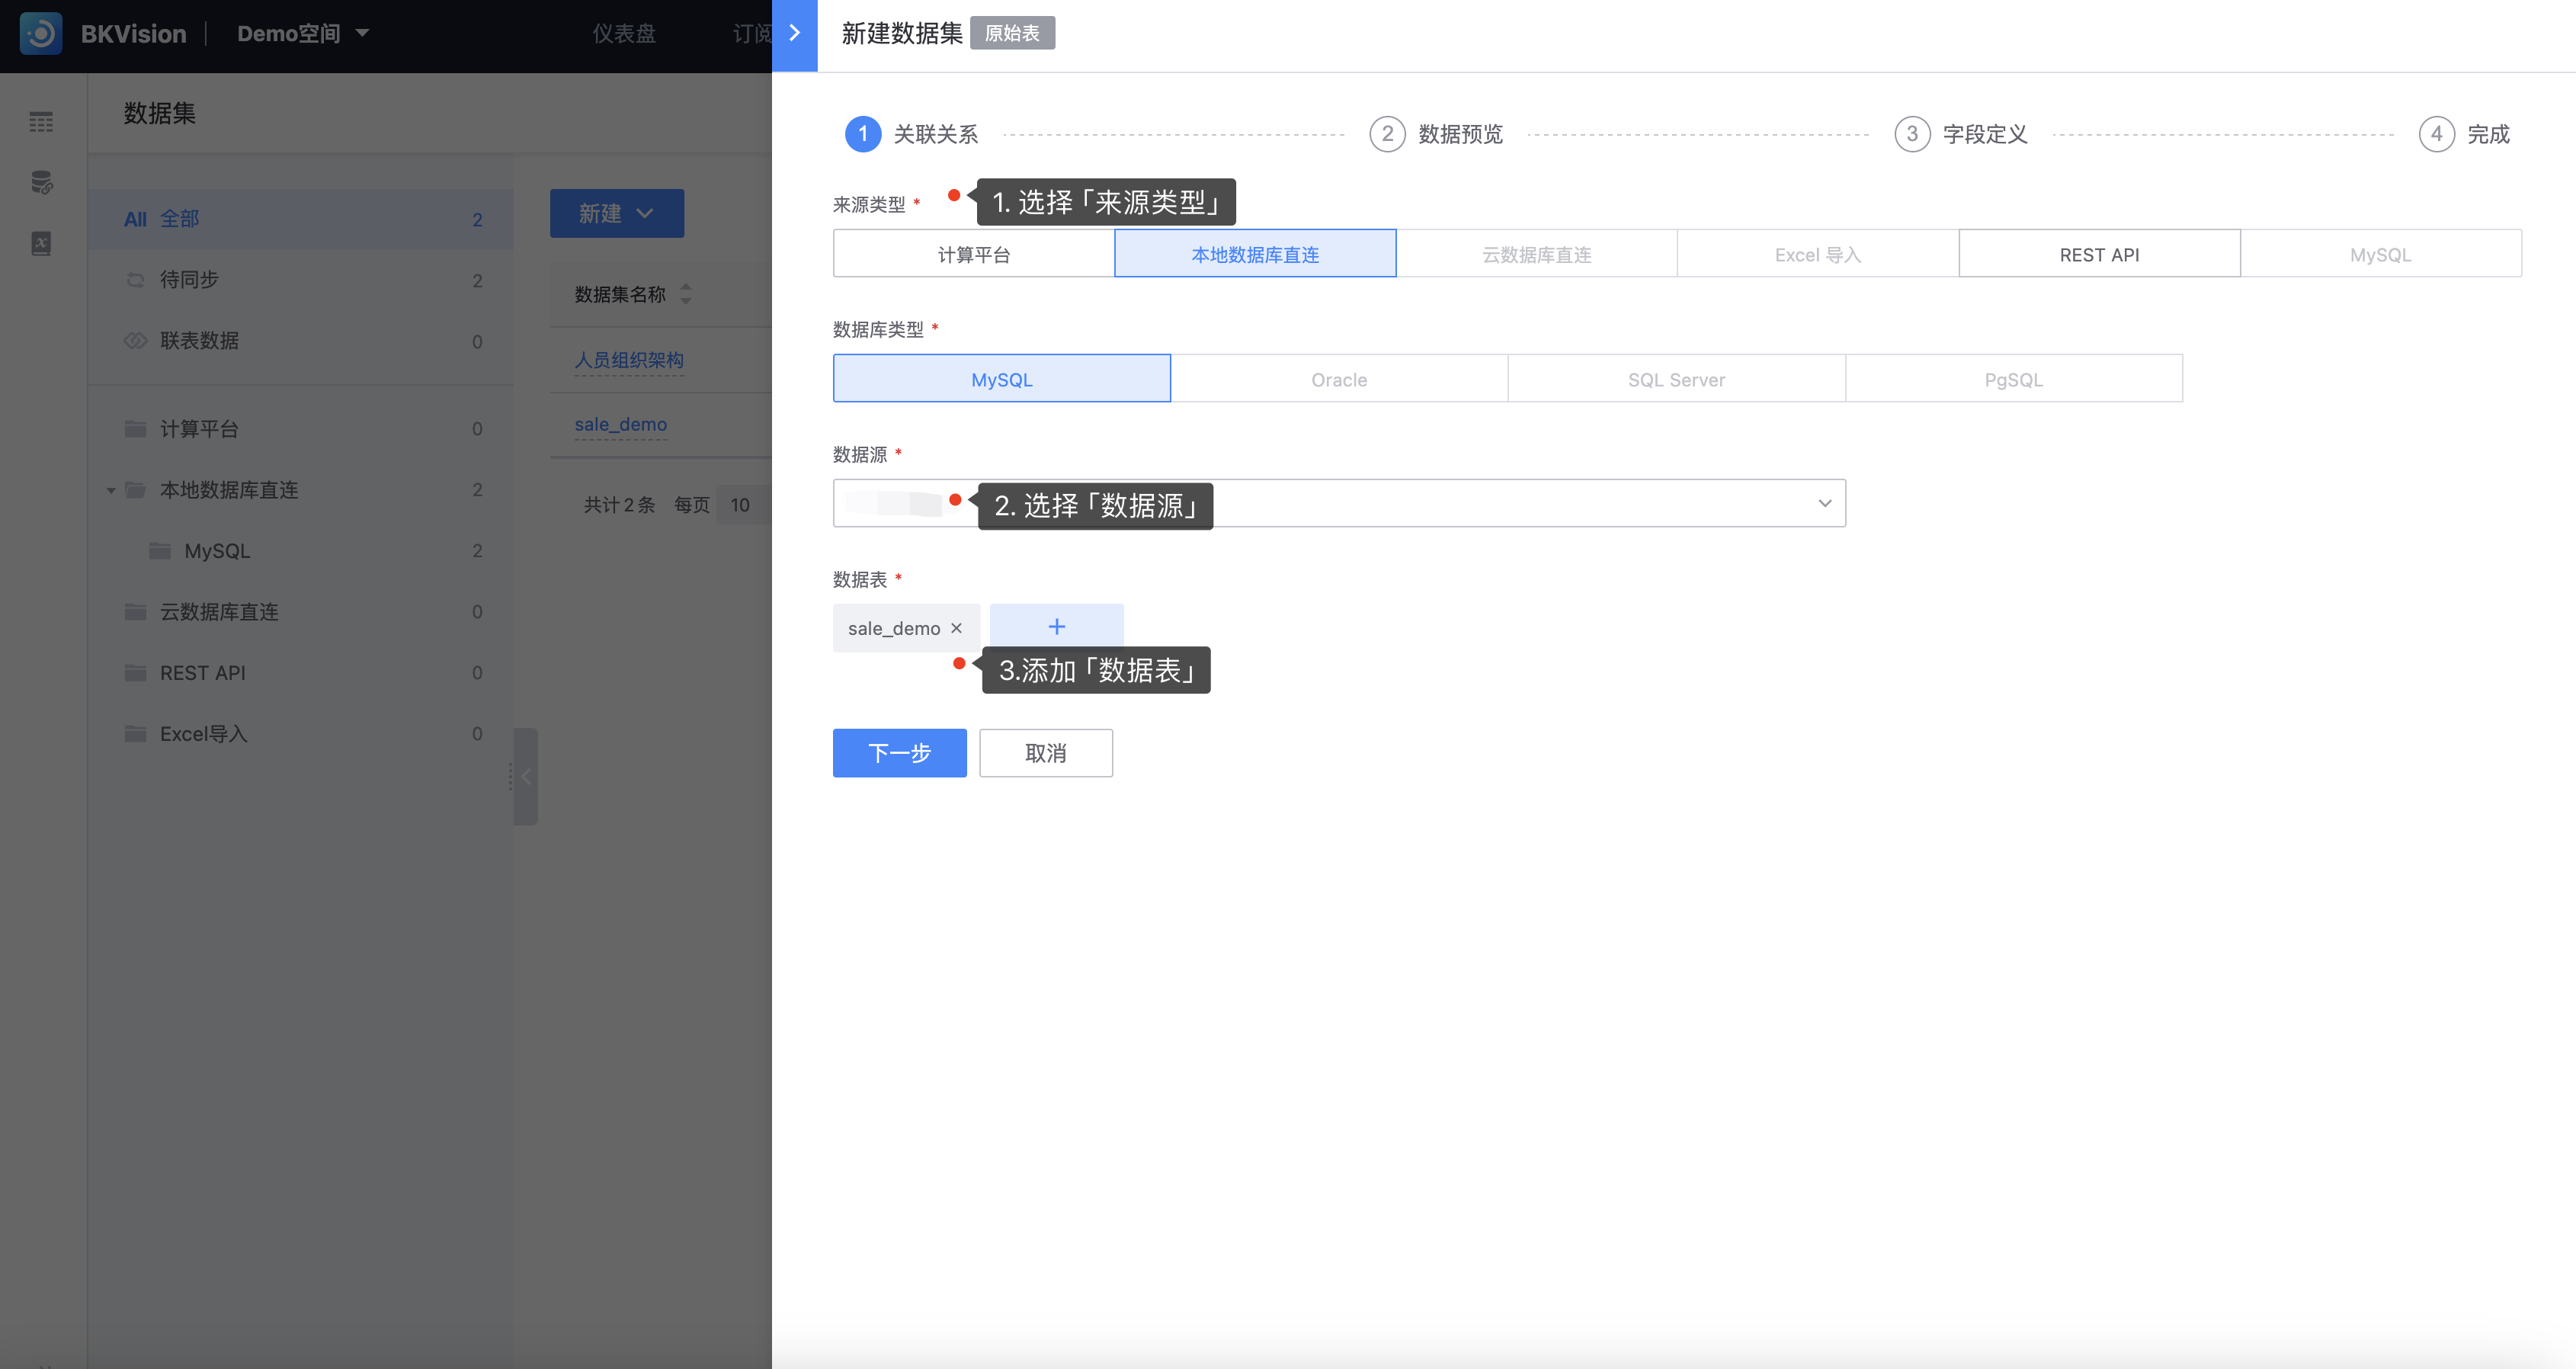 BKVision
Demo空间
仪表盘
订阅
数据集
All 全部 2
待同步 2
联表数据 0
计算平台 0
本地数据库直连 2
MySQL 2
云数据库直连 0
REST API 0
Excel导入 0
新建
数据集名称
人员组织架构
sale_demo
共计 2 条 每页 10
新建数据集 原始表
1 关联关系 2 数据预览 3 字段定义 4 完成
来源类型 *
1. 选择「来源类型」
计算平台 本地数据库直连 云数据库直连 Excel 导入 REST API MySQL
数据库类型 *
MySQL Oracle SQL Server PgSQL
数据源 *
2. 选择「数据源」
数据表 *
sale_demo × +
3.添加「数据表」
下一步 取消